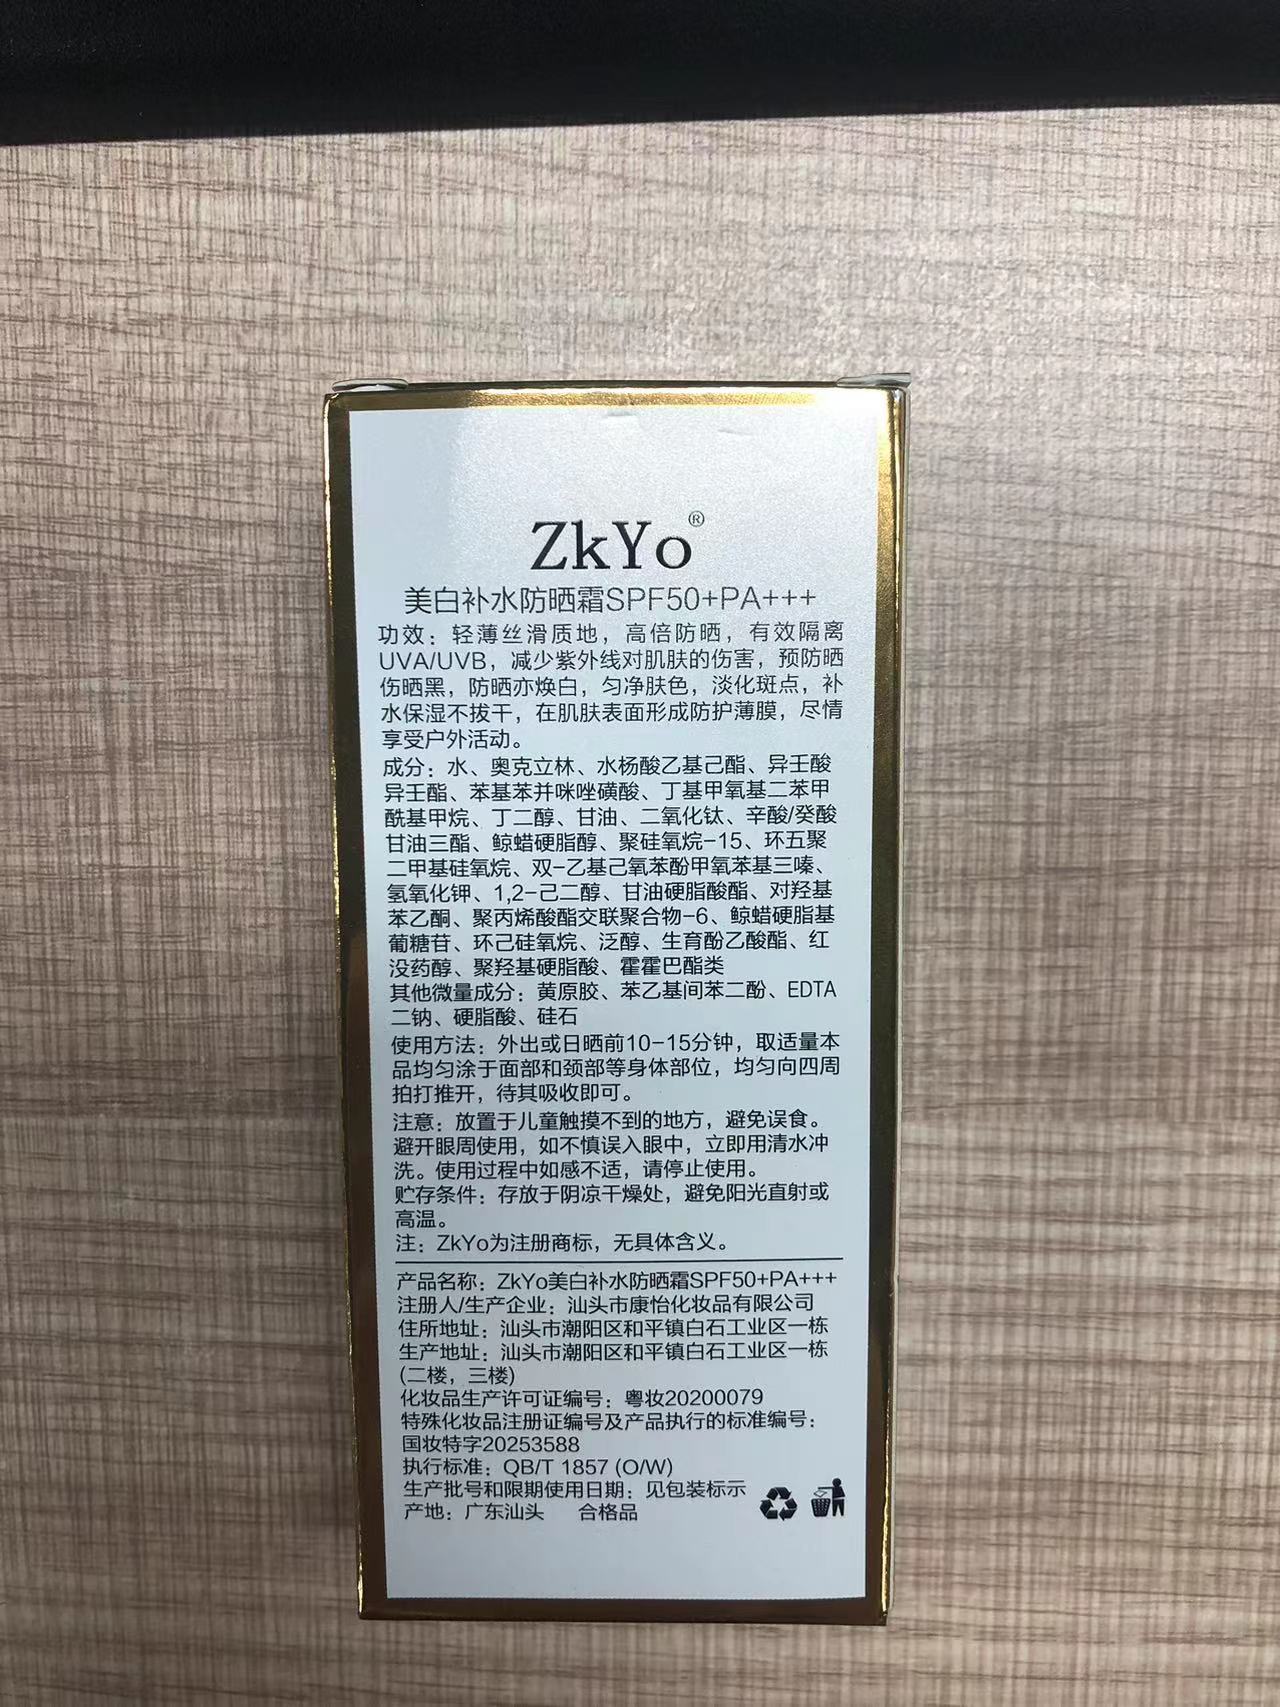 ZkYo®
美白补水防晒霜SPF50+PA+++
功效：轻薄丝滑质地，高倍防晒，有效隔离
UVA/UVB，减少紫外线对肌肤的伤害，预防晒
伤晒黑，防晒亦焕白，匀净肤色，淡化斑点，补
水保湿不拔干，在肌肤表面形成防护薄膜，尽情
享受户外活动。
成分：水、奥克立林、水杨酸乙基己酯、异壬酸
异壬酯、苯基苯并咪唑磺酸、丁基甲氧基二苯甲
酰基甲烷、丁二醇、甘油、二氧化钛、辛酸/癸酸
甘油三酯、鲸蜡硬脂醇、聚硅氧烷-15、环五聚
二甲基硅氧烷、双-乙基己氧苯酚甲氧苯基三嗪、
氢氧化钾、1,2-己二醇、甘油硬脂酸酯、对羟基
苯乙酮、聚丙烯酸酯交联聚合物-6、鲸蜡硬脂基
葡糖苷、环己硅氧烷、泛醇、生育酚乙酸酯、红
没药醇、聚羟基硬脂酸、霍霍巴酯类
其他微量成分：黄原胶、苯乙基间苯二酚、EDTA
二钠、硬脂酸、硅石
使用方法：外出或日晒前10-15分钟，取适量本
品均匀涂于面部和颈部等身体部位，均匀向四周
拍打推开，待其吸收即可。
注意：放置于儿童触摸不到的地方，避免误食。
避开眼周使用，如不慎误入眼中，立即用清水冲
洗。使用过程中如感不适，请停止使用。
贮存条件：存放于阴凉干燥处，避免阳光直射或
高温。
注：ZkYo为注册商标，无具体含义。
产品名称：ZkYo美白补水防晒霜SPF50+PA+++
注册人/生产企业：汕头市康怡化妆品有限公司
住所地址：汕头市潮阳区和平镇白石工业区一栋
生产地址：汕头市潮阳区和平镇白石工业区一栋
(二楼，三楼)
化妆品生产许可证编号：粤妆20200079
特殊化妆品注册证编号及产品执行的标准编号：
国妆特字20253588
执行标准：QB/T 1857 (O/W)
生产批号和限期使用日期：见包装标示
产地：广东汕头 合格品